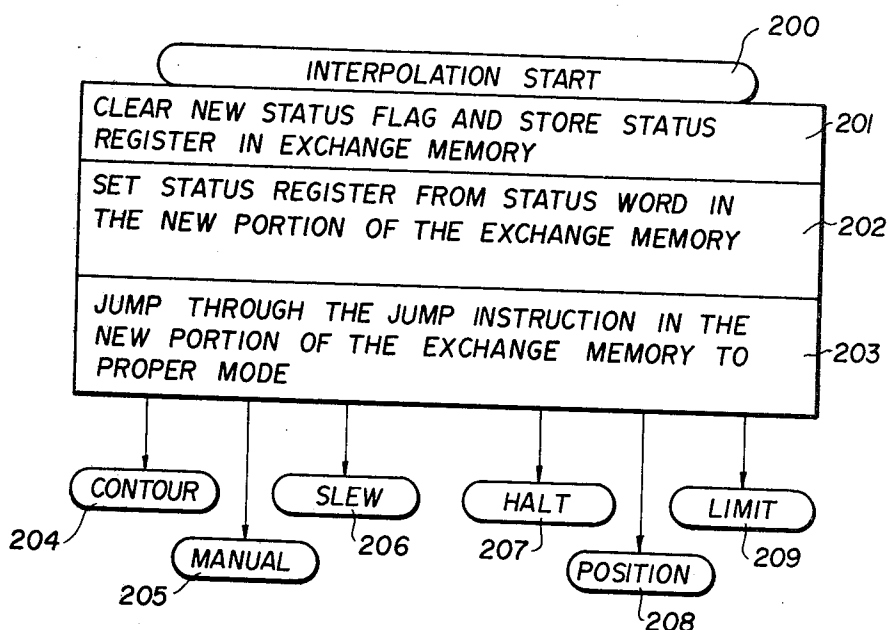 200
INTERPOLATION START
CLEAR NEW STATUS FLAG AND STORE STATUS
REGISTER IN EXCHANGE MEMORY
201
SET STATUS REGISTER FROM STATUS WORD IN
THE NEW PORTION OF THE EXCHANGE MEMORY
202
JUMP THROUGH THE JUMP INSTRUCTION IN THE
NEW PORTION OF THE EXCHANGE MEMORY TO
PROPER MODE
203
CONTOUR
204
MANUAL
205
SLEW
206
HALT
207
POSITION
208
LIMIT
209